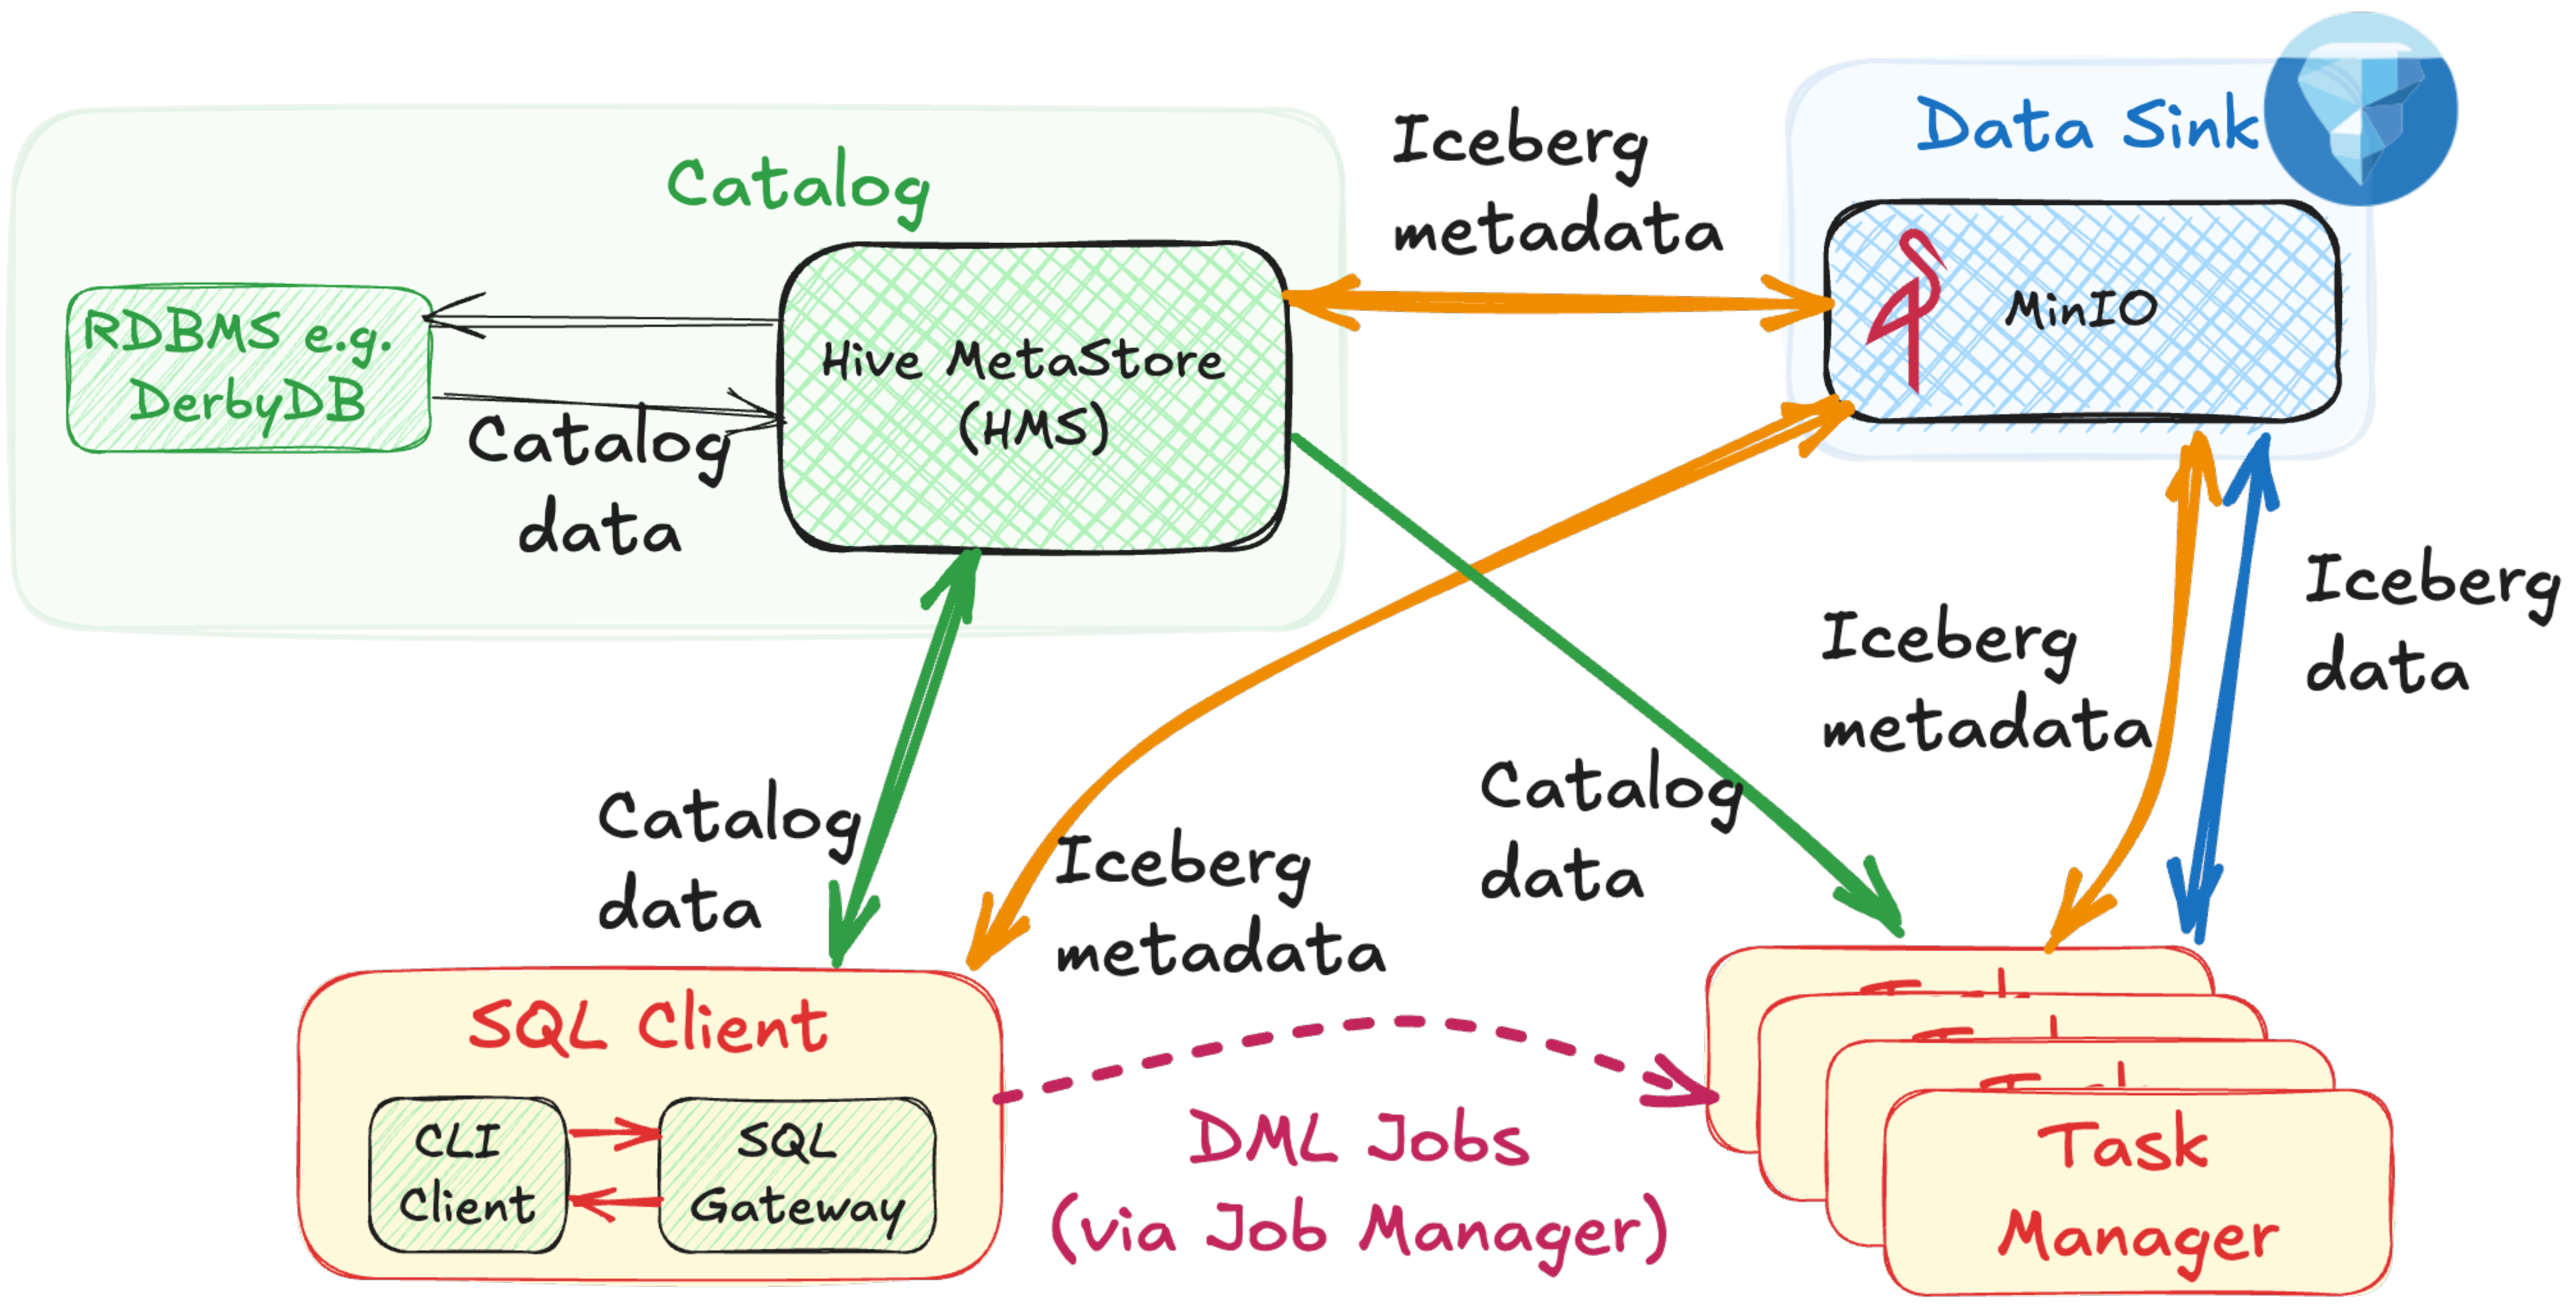 Catalog
RDBMS e.g.
DerbyDB
Catalog
data
Hive MetaStore
(HMS)
Iceberg
metadata
Data Sink
MinIO
Catalog
data
Iceberg
metadata
Catalog
data
Iceberg
metadata
Iceberg
data
SQL Client
CLI
Client
SQL
Gateway
DML Jobs
(via Job Manager)
Task
Manager